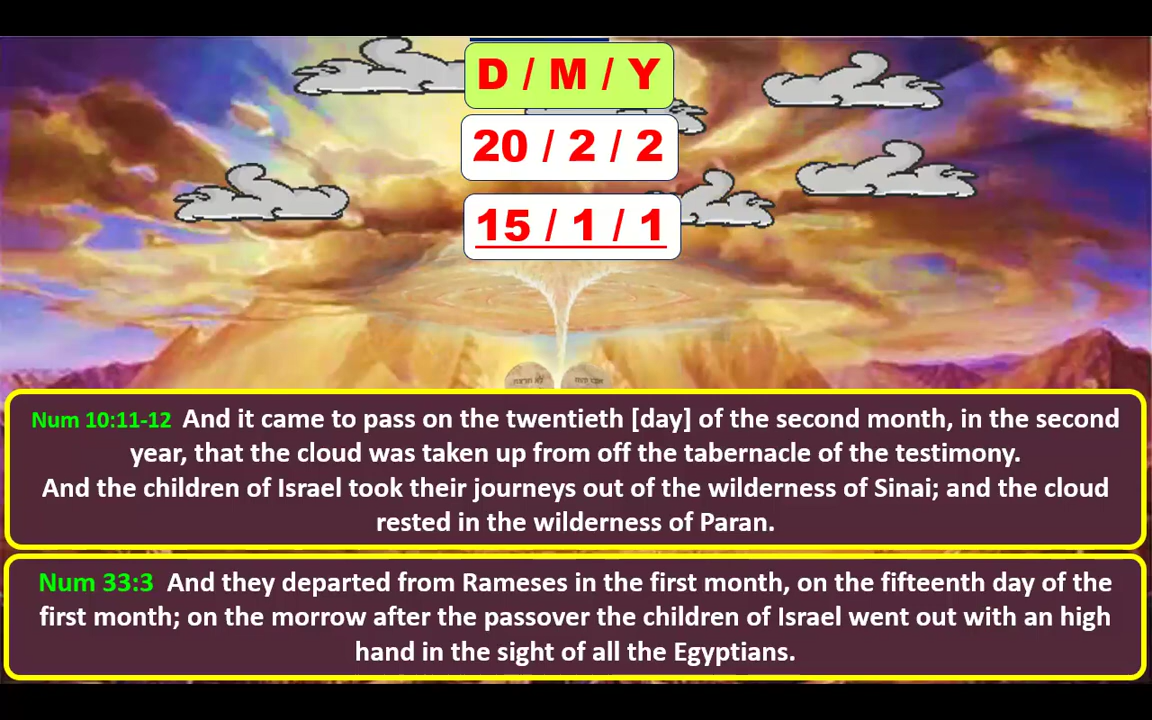 D / M / Y
20 / 2 / 2
15 / 1 / 1
Num 10:11-12 And it came to pass on the twentieth [day] of the second month, in the second
year, that the cloud was taken up from off the tabernacle of the testimony.
And the children of Israel took their journeys out of the wilderness of Sinai; and the cloud
rested in the wilderness of Paran.
Num 33:3 And they departed from Rameses in the first month, on the fifteenth day of the
first month; on the morrow after the passover the children of Israel went out with an high
hand in the sight of all the Egyptians.